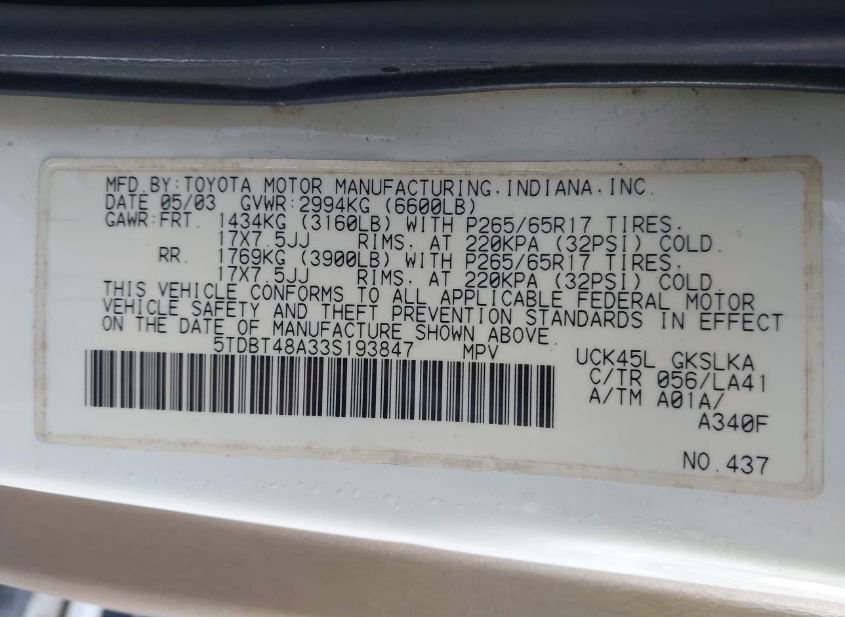 MFD.BY:TOYOTA MOTOR MANUFACTURING.INDIANA.INC.
DATE 05/03 GVWR:2994KG (6600LB)
GAWR:FRT. 1434KG (3160LB) WITH P265/65R17 TIRES.
17X7.5JJ RIMS. AT 220KPA (32PSI) COLD.
RR. 1769KG (3900LB) WITH P265/65R17 TIRES.
17X7.5JJ RIMS. AT 220KPA (32PSI) COLD.
THIS VEHICLE CONFORMS TO ALL APPLICABLE FEDERAL MOTOR
VEHICLE SAFETY AND THEFT PREVENTION STANDARDS IN EFFECT
ON THE DATE OF MANUFACTURE SHOWN ABOVE.
5TDBT48A33S193847 MPV
UCK45L GKSLKA
C/TR 056/LA41
A/TM A01A/
A340F
NO.437